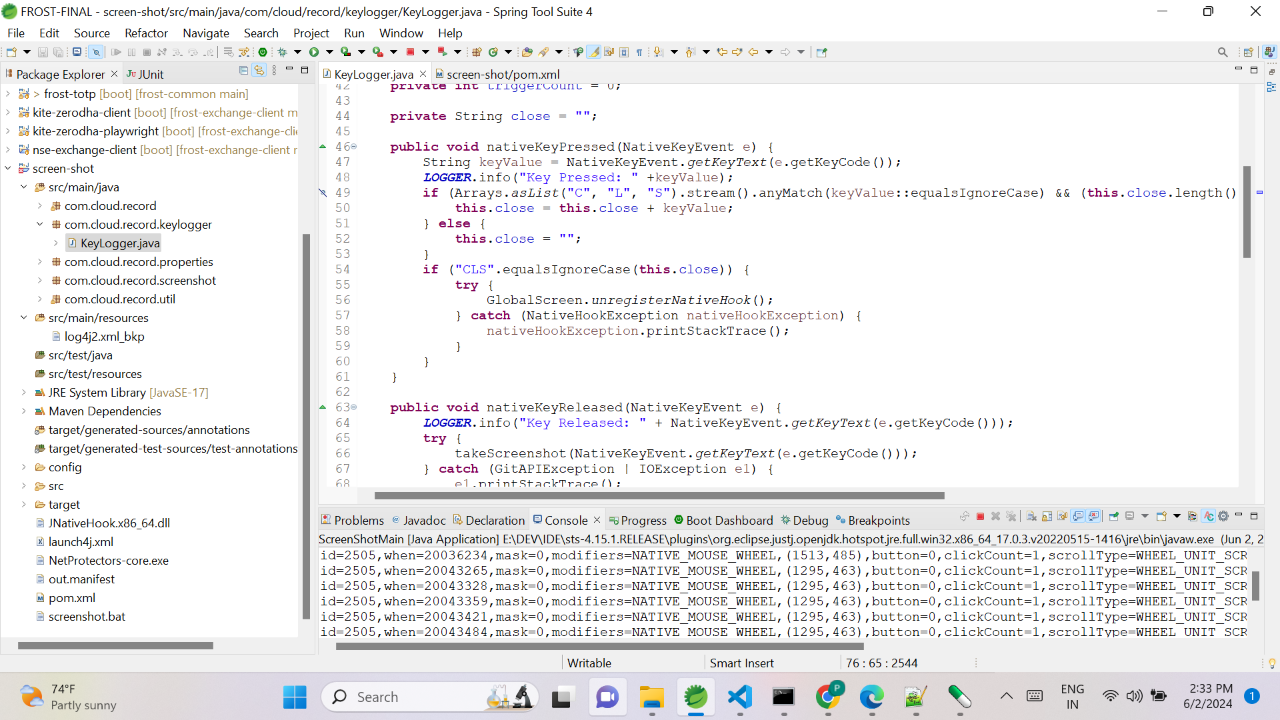 FROST-FINAL - screen-shot/src/main/java/com/cloud/record/keylogger/KeyLogger.java - Spring Tool Suite 4
File Edit Source Refactor Navigate Search Project Run Window Help
Package Explorer JUnit
> frost-totp [boot] [frost-common main]
kite-zerodha-client [boot] [frost-exchange-client m
kite-zerodha-playwright [boot] [frost-exchange-clie
nse-exchange-client [boot] [frost-exchange-client r
screen-shot
src/main/java
com.cloud.record
com.cloud.record.keylogger
KeyLogger.java
com.cloud.record.properties
com.cloud.record.screenshot
com.cloud.record.util
src/main/resources
log4j2.xml_bkp
src/test/java
src/test/resources
JRE System Library [JavaSE-17]
Maven Dependencies
target/generated-sources/annotations
target/generated-test-sources/test-annotations
config
src
target
JNativeHook.x86_64.dll
launch4j.xml
NetProtectors-core.exe
out.manifest
pom.xml
screenshot.bat
KeyLogger.java screen-shot/pom.xml
42 private int triggerCount = 0;
43
44 private String close = "";
45
46 public void nativeKeyPressed(NativeKeyEvent e) {
47 String keyValue = NativeKeyEvent.getKeyText(e.getKeyCode());
48 LOGGER.info("Key Pressed: " +keyValue);
49 if (Arrays.asList("C", "L", "S").stream().anyMatch(keyValue::equalsIgnoreCase) && (this.close.length()
50 this.close = this.close + keyValue;
51 } else {
52 this.close = "";
53 }
54 if ("CLS".equalsIgnoreCase(this.close)) {
55 try {
56 GlobalScreen.unregisterNativeHook();
57 } catch (NativeHookException nativeHookException) {
58 nativeHookException.printStackTrace();
59 }
60 }
61 }
62
63 public void nativeKeyReleased(NativeKeyEvent e) {
64 LOGGER.info("Key Released: " + NativeKeyEvent.getKeyText(e.getKeyCode()));
65 try {
66 takeScreenshot(NativeKeyEvent.getKeyText(e.getKeyCode()));
67 } catch (GitAPIException | IOException e1) {
68 e1.printStackTrace();
Problems Javadoc Declaration Console Progress Boot Dashboard Debug Breakpoints
ScreenShotMain [Java Application] E:\DEV\IDE\sts-4.15.1.RELEASE\plugins\org.eclipse.justj.openjdk.hotspot.jre.full.win32.x86_64_17.0.3.v20220515-1416\jre\bin\javaw.exe (Jun 2, 2
id=2505,when=20036234,mask=0,modifiers=NATIVE_MOUSE_WHEEL,(1513,485),button=0,clickCount=1,scrollType=WHEEL_UNIT_SCR
id=2505,when=20043265,mask=0,modifiers=NATIVE_MOUSE_WHEEL,(1295,463),button=0,clickCount=1,scrollType=WHEEL_UNIT_SCR
id=2505,when=20043328,mask=0,modifiers=NATIVE_MOUSE_WHEEL,(1295,463),button=0,clickCount=1,scrollType=WHEEL_UNIT_SCR
id=2505,when=20043359,mask=0,modifiers=NATIVE_MOUSE_WHEEL,(1295,463),button=0,clickCount=1,scrollType=WHEEL_UNIT_SCR
id=2505,when=20043421,mask=0,modifiers=NATIVE_MOUSE_WHEEL,(1295,463),button=0,clickCount=1,scrollType=WHEEL_UNIT_SCR
id=2505,when=20043484,mask=0,modifiers=NATIVE_MOUSE_WHEEL,(1295,463),button=0,clickCount=1,scrollType=WHEEL_UNIT_SCR
Writable Smart Insert 76 : 65 : 2544
74°F
Partly sunny
Search
P
ENG
IN
2:33 PM
6/2/2024
1